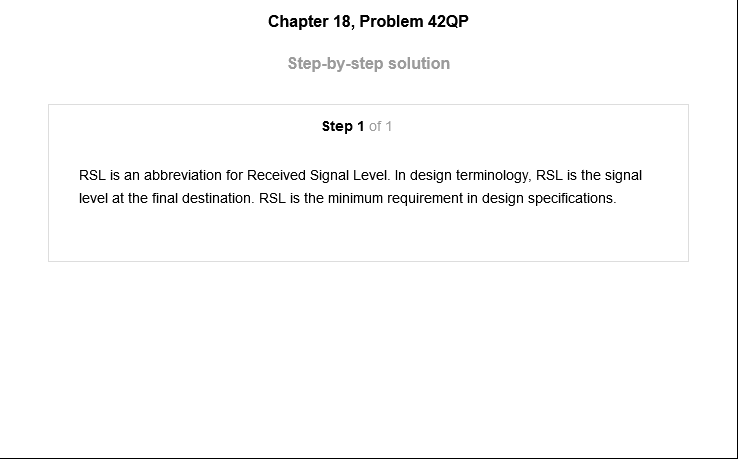 Chapter 18, Problem 42QP
Step-by-step solution
Step 1 of 1
RSL is an abbreviation for Received Signal Level. In design terminology, RSL is the signal
level at the final destination. RSL is the minimum requirement in design specifications.